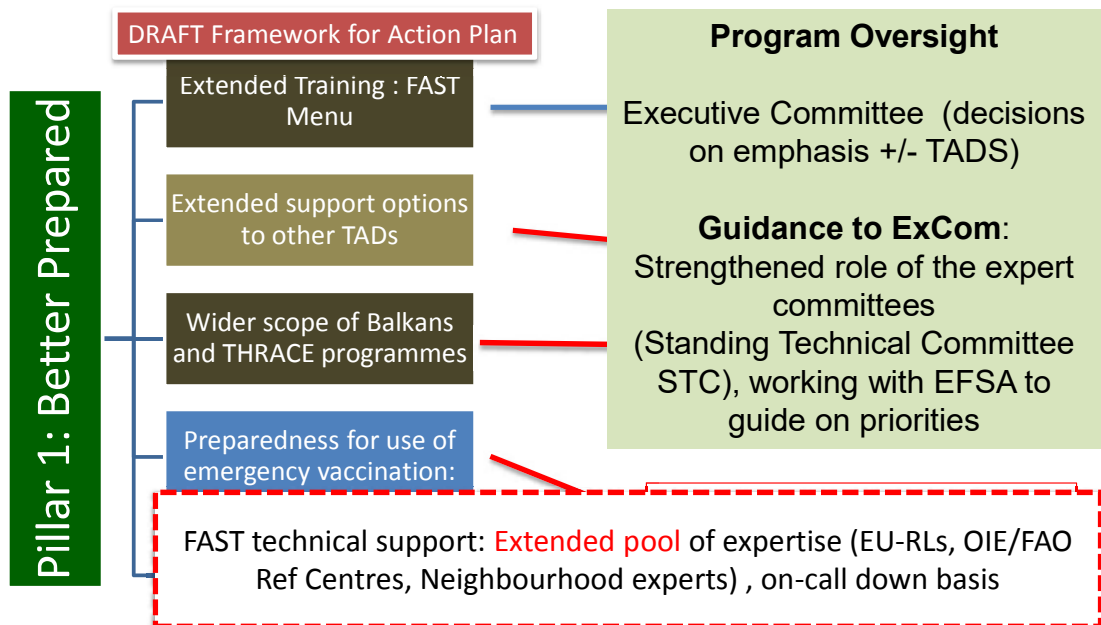 DRAFT Framework for Action Plan
Pillar 1: Better Prepared
Extended Training : FAST
Menu
Extended support options
to other TADs
Wider scope of Balkans
and THRACE programmes
Preparedness for use of
emergency vaccination:
Program Oversight
Executive Committee (decisions
on emphasis +/- TADS)
Guidance to ExCom:
Strengthened role of the expert
committees
(Standing Technical Committee
STC), working with EFSA to
guide on priorities
FAST technical support: Extended pool of expertise (EU-RLs, OIE/FAO
Ref Centres, Neighbourhood experts) , on-call down basis